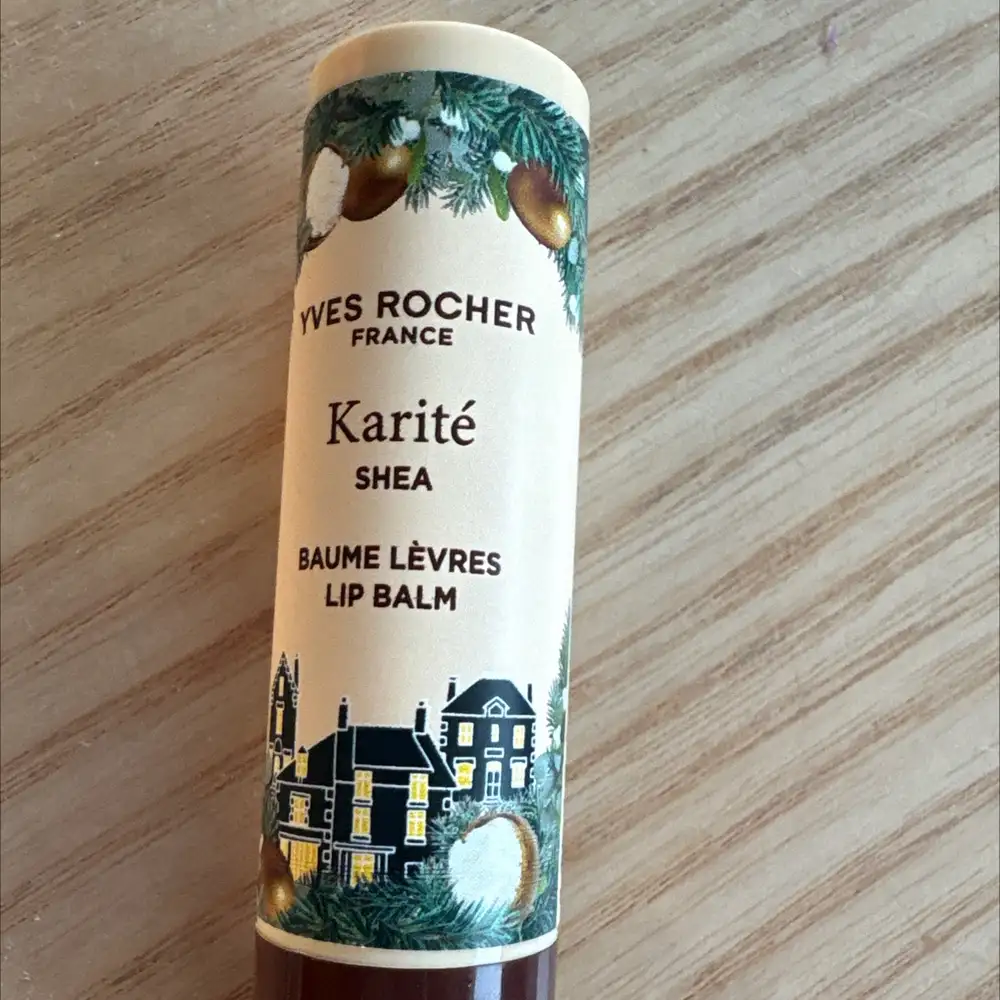 YVES ROCHER
FRANCE
Karité
SHEA
BAUME LÈVRES
LIP BALM